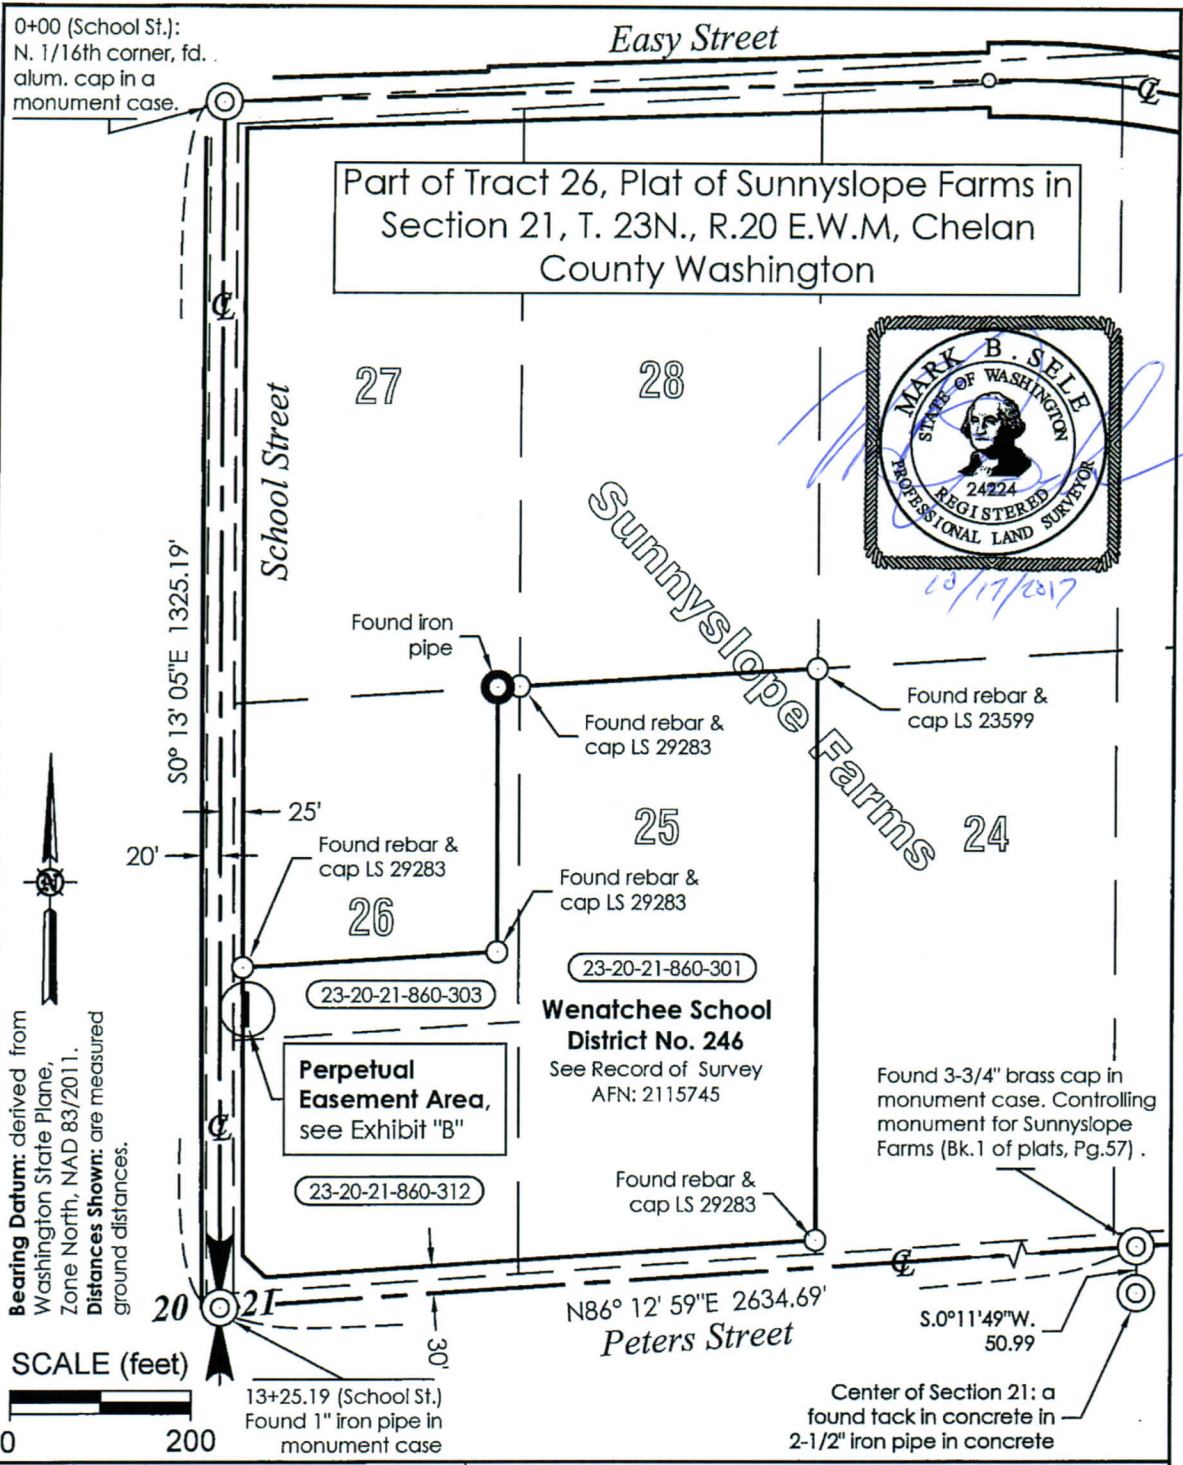 0+00 (School St.):
N. 1/16th corner, fd.
alum. cap in a
monument case.
Easy Street
℄
Part of Tract 26, Plat of Sunnyslope Farms in
Section 21, T. 23N., R.20 E.W.M, Chelan
County Washington
℄
27
28
MARK B. SELE
STATE OF WASHINGTON
24224
REGISTERED
PROFESSIONAL LAND SURVEYOR
10/17/2017
School Street
Sunnyslope Farms
S0° 13' 05"E 1325.19'
Found iron
pipe
Found rebar &
cap LS 29283
Found rebar &
cap LS 23599
25'
20'
Found rebar &
cap LS 29283
25
24
26
Found rebar &
cap LS 29283
N
23-20-21-860-303
23-20-21-860-301
Wenatchee School
District No. 246
See Record of Survey
AFN: 2115745
Perpetual
Easement Area,
see Exhibit "B"
Found 3-3/4" brass cap in
monument case. Controlling
monument for Sunnyslope
Farms (Bk.1 of plats, Pg.57) .
℄
23-20-21-860-312
Found rebar &
cap LS 29283
Bearing Datum: derived from
Washington State Plane,
Zone North, NAD 83/2011.
Distances Shown: are measured
ground distances.
20
21
℄
N86° 12' 59"E 2634.69'
Peters Street
30'
S.0°11'49"W.
50.99
SCALE (feet)
0
200
13+25.19 (School St.)
Found 1" iron pipe in
monument case
Center of Section 21: a
found tack in concrete in
2-1/2" iron pipe in concrete